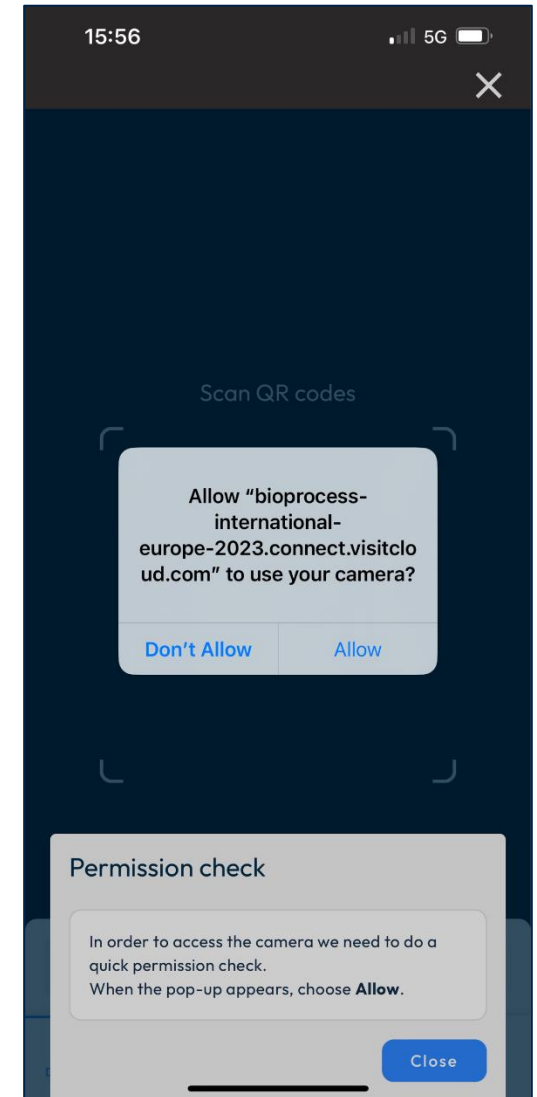 15:56
5G
Scan QR codes
Allow “bioprocess-
international-
europe-2023.connect.visitclo
ud.com” to use your camera?
Don’t Allow
Allow
Permission check
In order to access the camera we need to do a
quick permission check.
When the pop-up appears, choose Allow.
Close